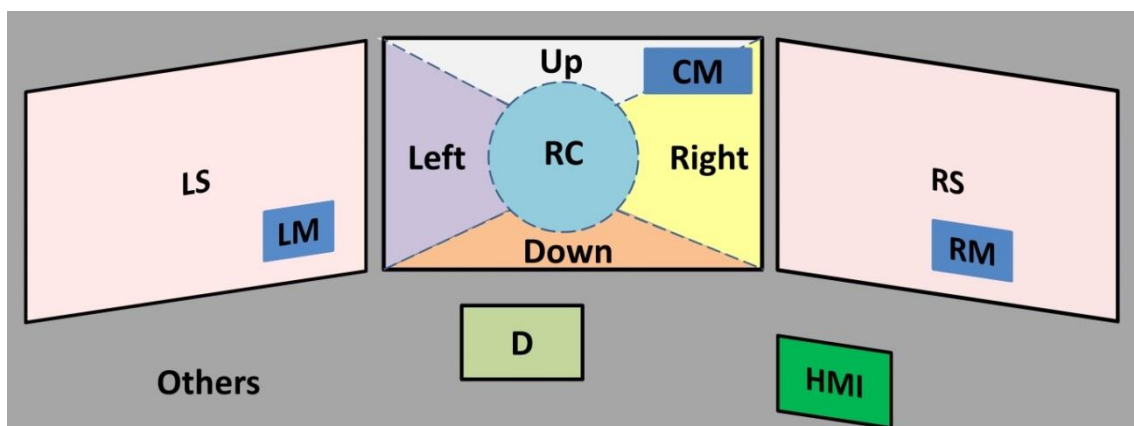 Up
CM
Left
RC
Right
LS
RS
LM
RM
Down
D
Others
HMI